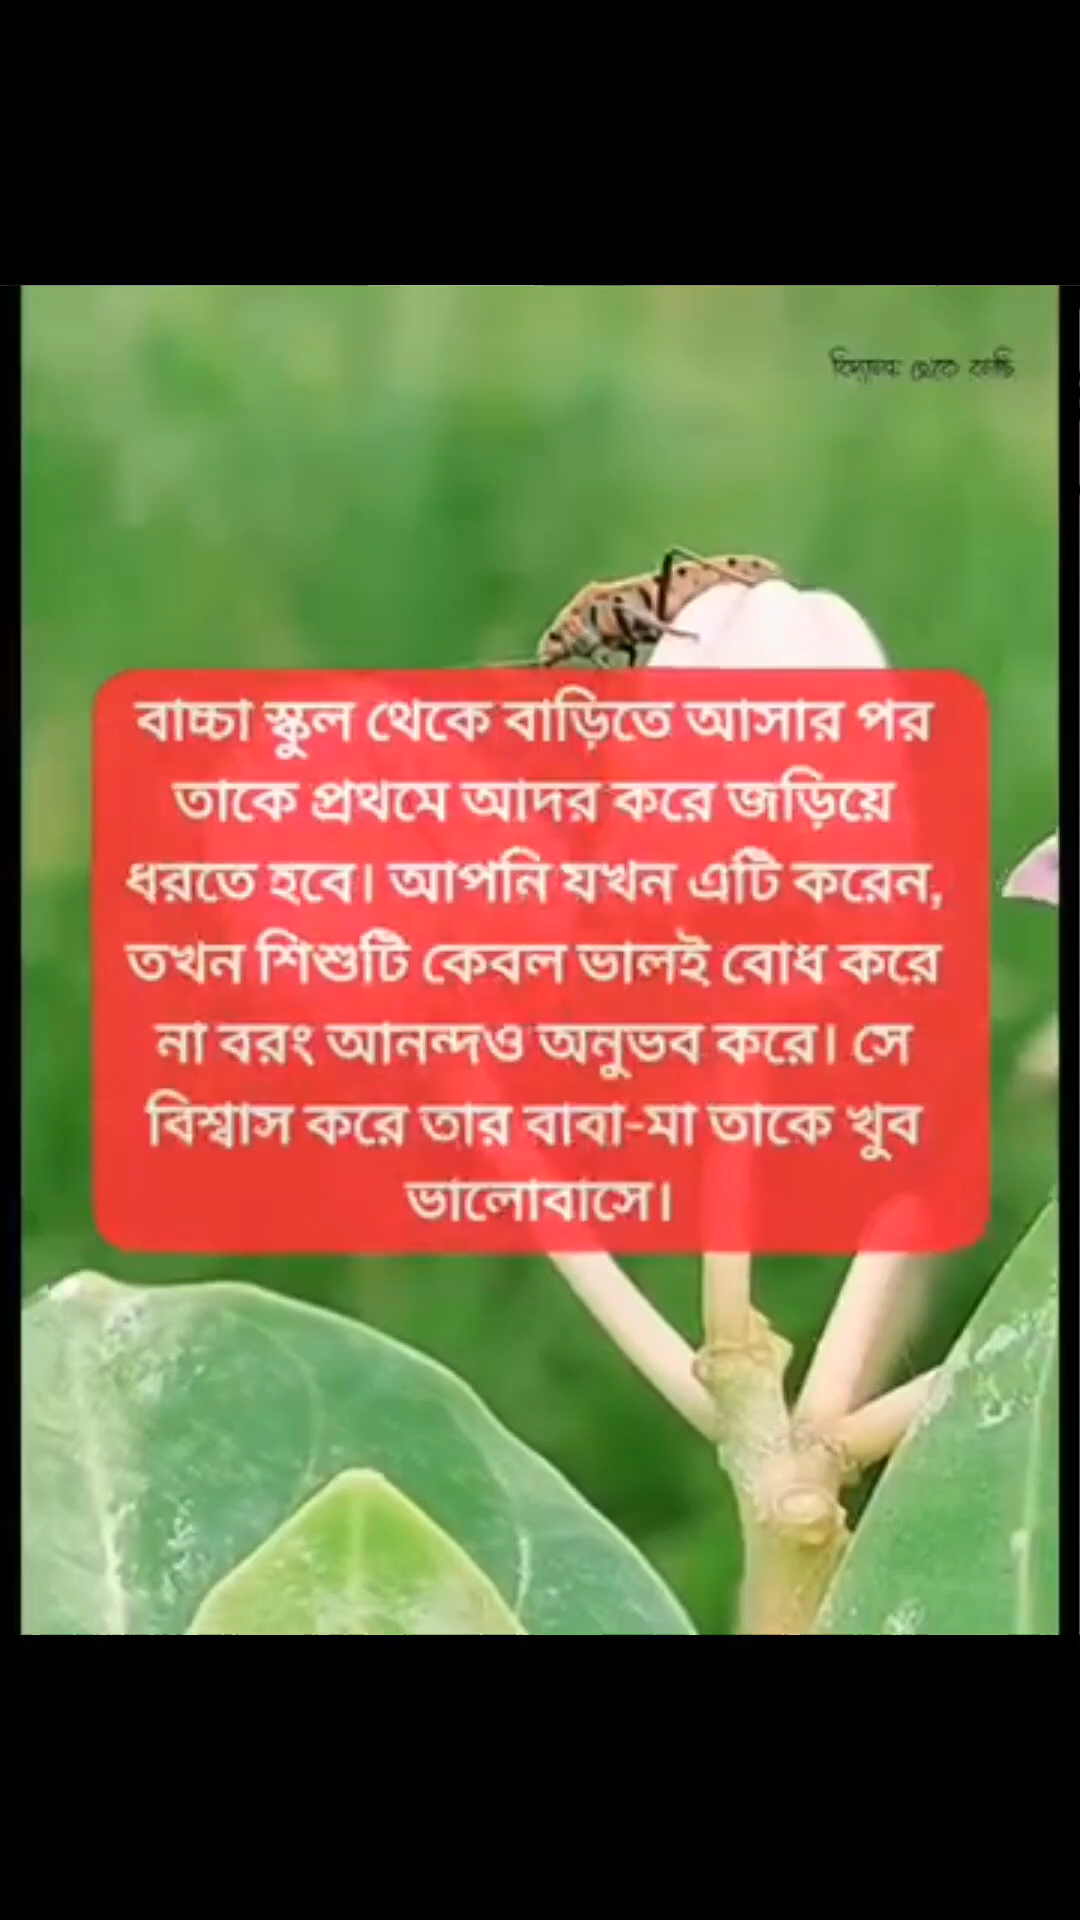 থেকে
বাচ্চা স্কুল থেকে বাড়িতে আসার পর
তাকে প্রথমে আদর করে জড়িয়ে
ধরতে হবে। আপনি যখন এটি করেন,
তখন শিশুটি কেবল ভালই বোধ করে
না বরং আনন্দও অনুভব করে। সে
বিশ্বাস করে তার বাবা-মা তাকে খুব
ভালোবাসে।